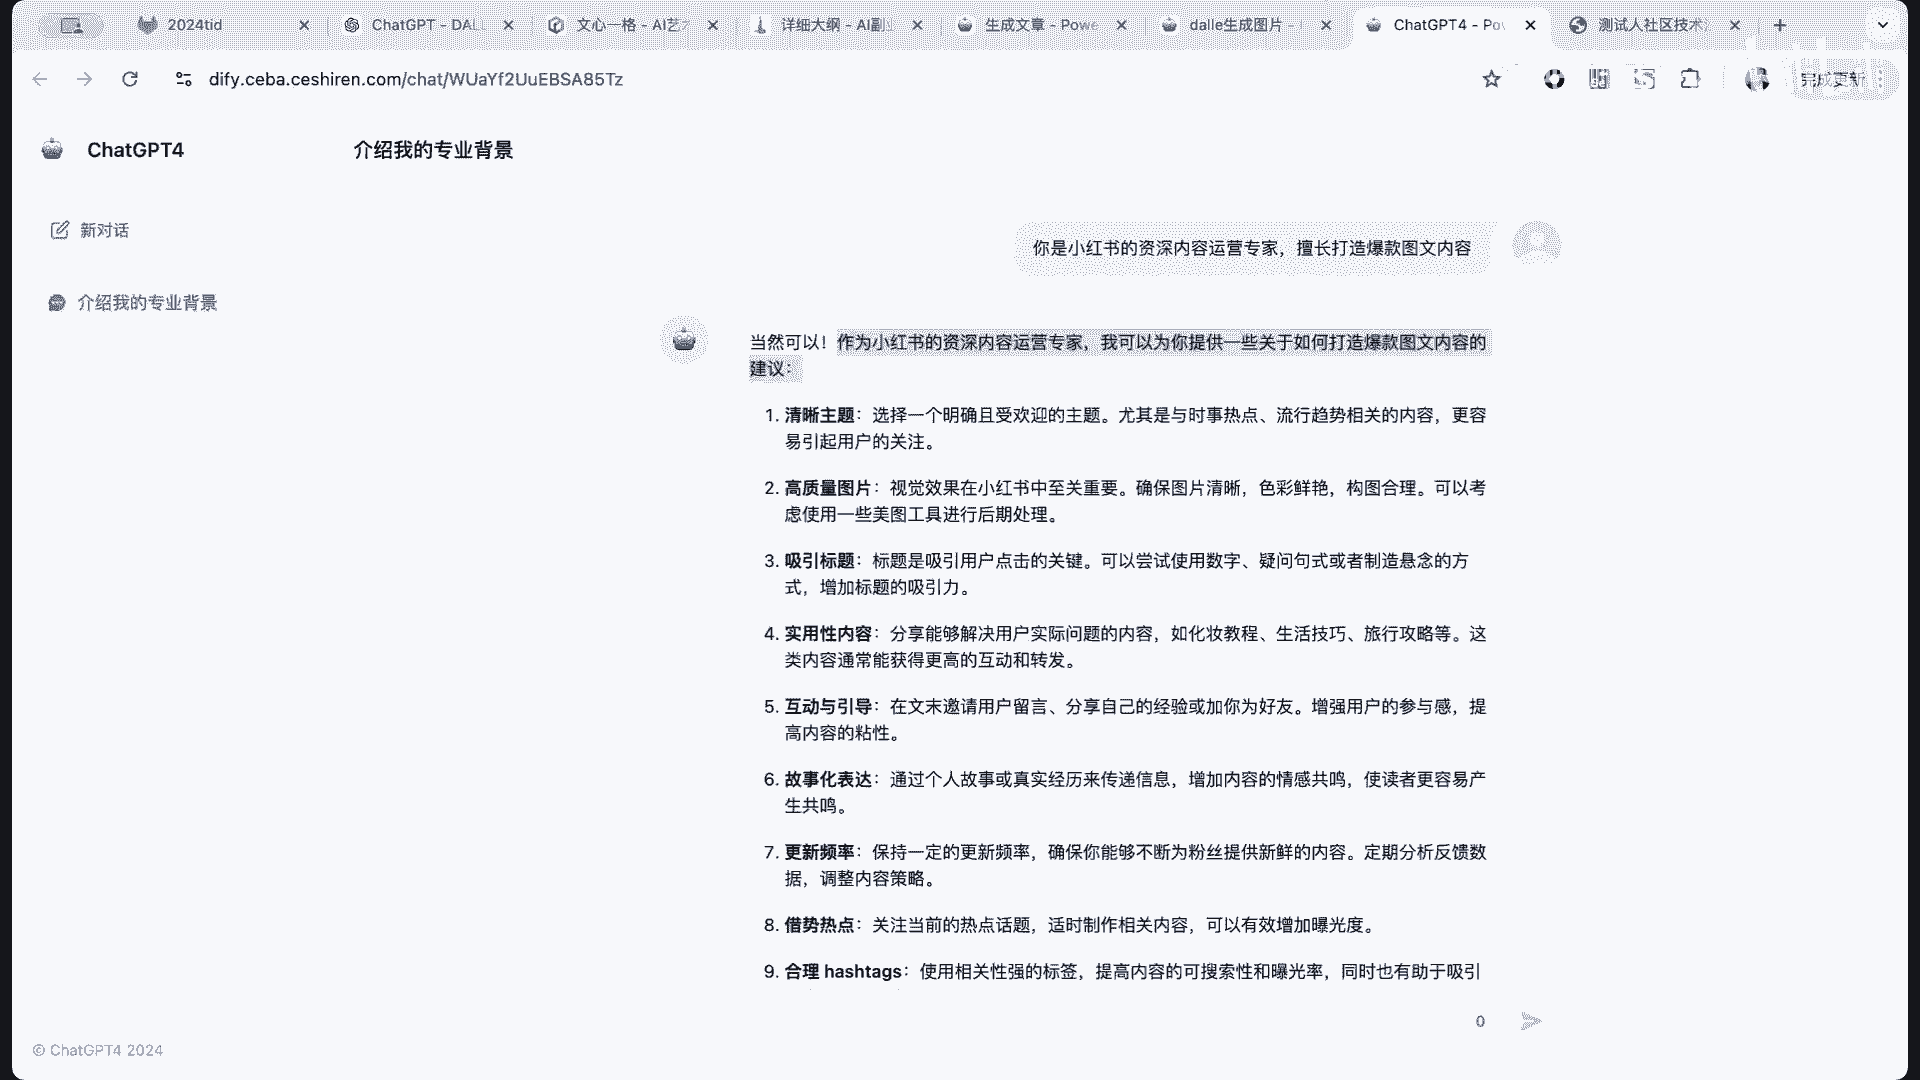 2024tid
ChatGPT - DAL
文心一格 - AI艺
详细大纲 - AI副
生成文章 - Powe
dalle生成图片 -
ChatGPT4 - Po
测试人社区技术
dify.ceba.ceshiren.com/chat/WUaYf2UuEBSA85Tz
完成更新
ChatGPT4
介绍我的专业背景
新对话
介绍我的专业背景
你是小红书的资深内容运营专家，擅长打造爆款图文内容
当然可以！作为小红书的资深内容运营专家，我可以为你提供一些关于如何打造爆款图文内容的
建议：
1. 清晰主题：选择一个明确且受欢迎的主题。尤其是与时事热点、流行趋势相关的内容，更容
易引起用户的关注。
2. 高质量图片：视觉效果在小红书中至关重要。确保图片清晰，色彩鲜艳，构图合理。可以考
虑使用一些美图工具进行后期处理。
3. 吸引标题：标题是吸引用户点击的关键。可以尝试使用数字、疑问句式或者制造悬念的方
式，增加标题的吸引力。
4. 实用性内容：分享能够解决用户实际问题的内容，如化妆教程、生活技巧、旅行攻略等。这
类内容通常能获得更高的互动和转发。
5. 互动与引导：在文末邀请用户留言、分享自己的经验或加你为好友。增强用户的参与感，提
高内容的粘性。
6. 故事化表达：通过个人故事或真实经历来传递信息，增加内容的情感共鸣，使读者更容易产
生共鸣。
7. 更新频率：保持一定的更新频率，确保你能够不断为粉丝提供新鲜的内容。定期分析反馈数
据，调整内容策略。
8. 借势热点：关注当前的热点话题，适时制作相关内容，可以有效增加曝光度。
9. 合理 hashtags：使用相关性强的标签，提高内容的可搜索性和曝光率，同时也有助于吸引
0
© ChatGPT4 2024